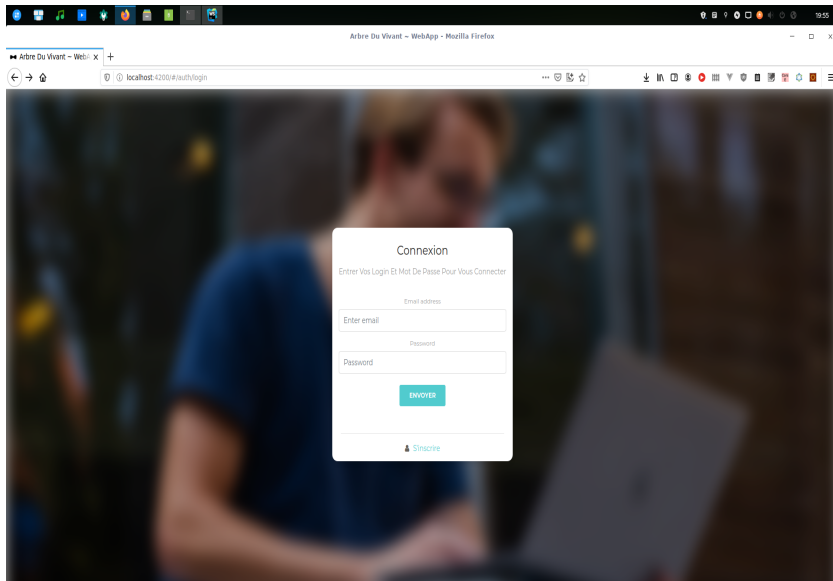 19:55
Arbre Du Vivant ~ WebApp - Mozilla Firefox
Arbre Du Vivant ~ WebA
localhost:4200/#/auth/login
Connexion
Entrer Vos Login Et Mot De Passe Pour Vous Connecter
Email address
Enter email
Password
Password
ENVOYER
S'inscrire